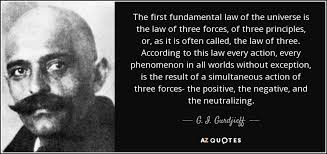 The first fundamental law of the universe is
the law of three forces, of three principles,
or, as it is often called, the law of three.
According to this law every action, every
phenomenon in all worlds without exception,
is the result of a simultaneous action of
three forces- the positive, the negative, and
the neutralizing.
G. I. Gurdjieff
AZ QUOTES